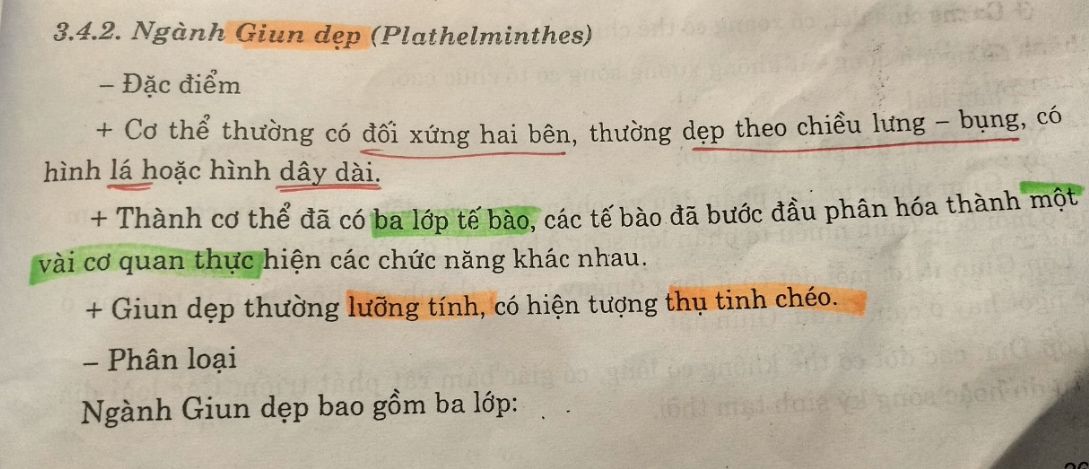 3.4.2. Ngành Giun dẹp (Plathelminthes)
– Đặc điểm
+ Cơ thể thường có đối xứng hai bên, thường dẹp theo chiều lưng – bụng, có
hình lá hoặc hình dây dài.
+ Thành cơ thể đã có ba lớp tế bào, các tế bào đã bước đầu phân hóa thành một
vài cơ quan thực hiện các chức năng khác nhau.
+ Giun dẹp thường lưỡng tính, có hiện tượng thụ tinh chéo.
– Phân loại
Ngành Giun dẹp bao gồm ba lớp: